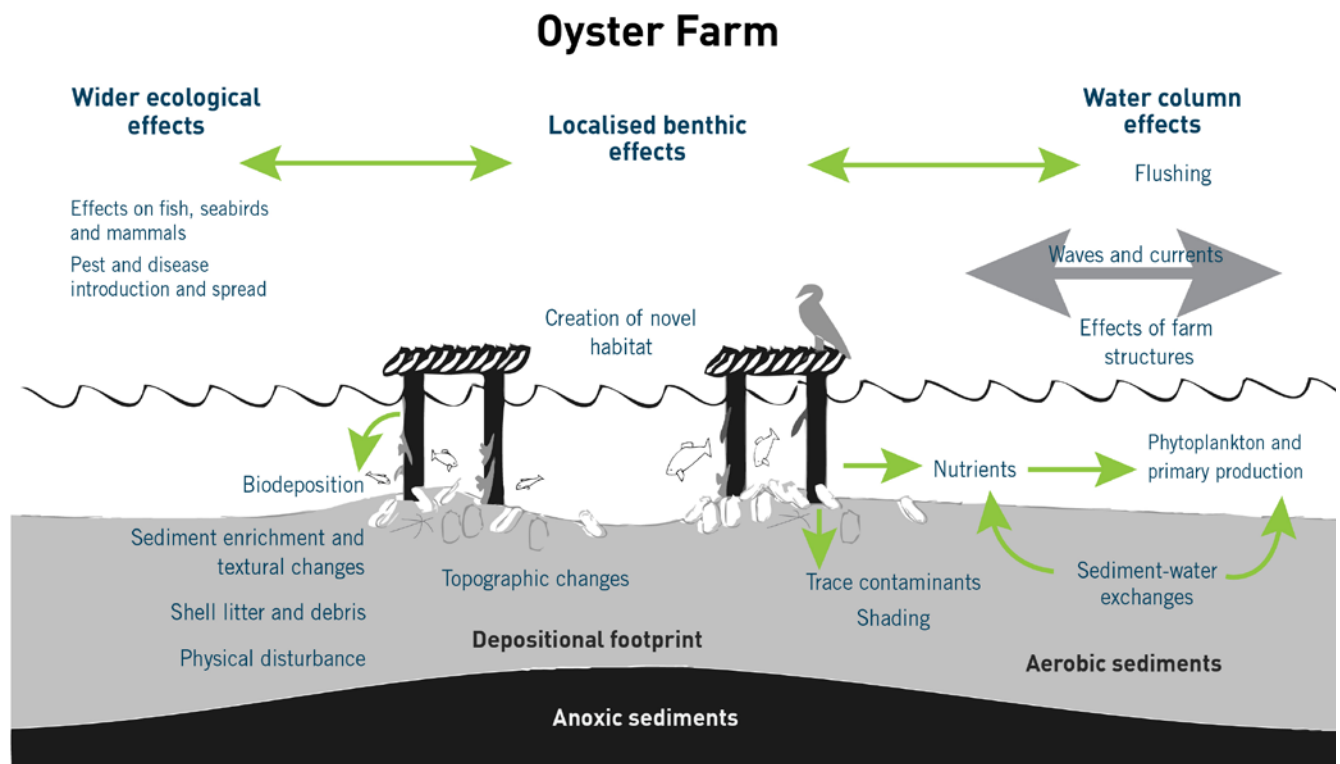 Oyster Farm
Wider ecological
effects
Localised benthic
effects
Water column
effects
Flushing
Effects on fish, seabirds
and mammals
Pest and disease
introduction and spread
Waves and currents
Creation of novel
habitat
Effects of farm
structures
Biodeposition
Nutrients
Phytoplankton and
primary production
Sediment enrichment and
textural changes
Topographic changes
Trace contaminants
Shading
Sediment-water
exchanges
Shell litter and debris
Physical disturbance
Depositional footprint
Aerobic sediments
Anoxic sediments